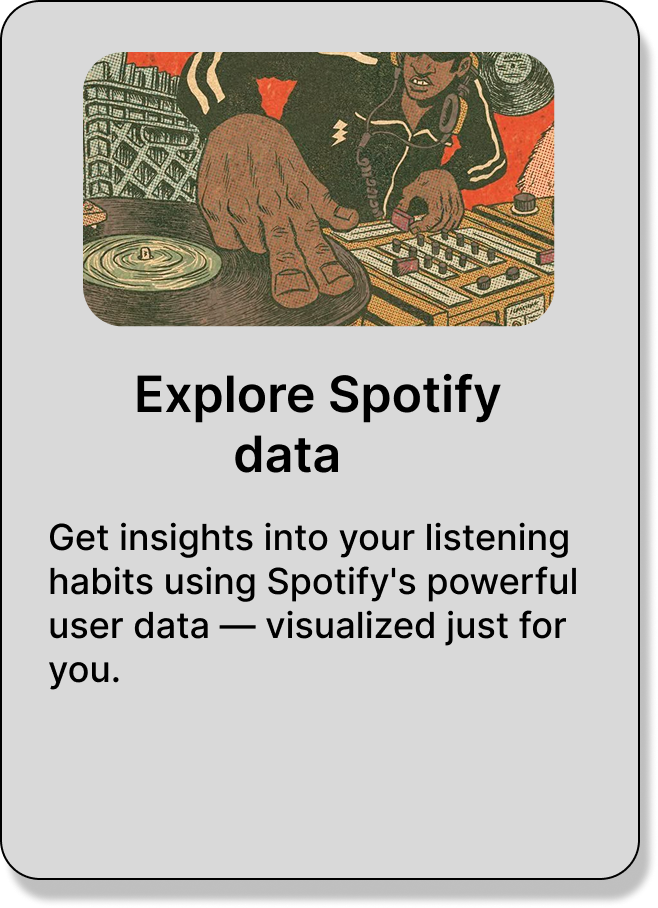 Explore Spotify
data
Get insights into your listening
habits using Spotify's powerful
user data — visualized just for
you.